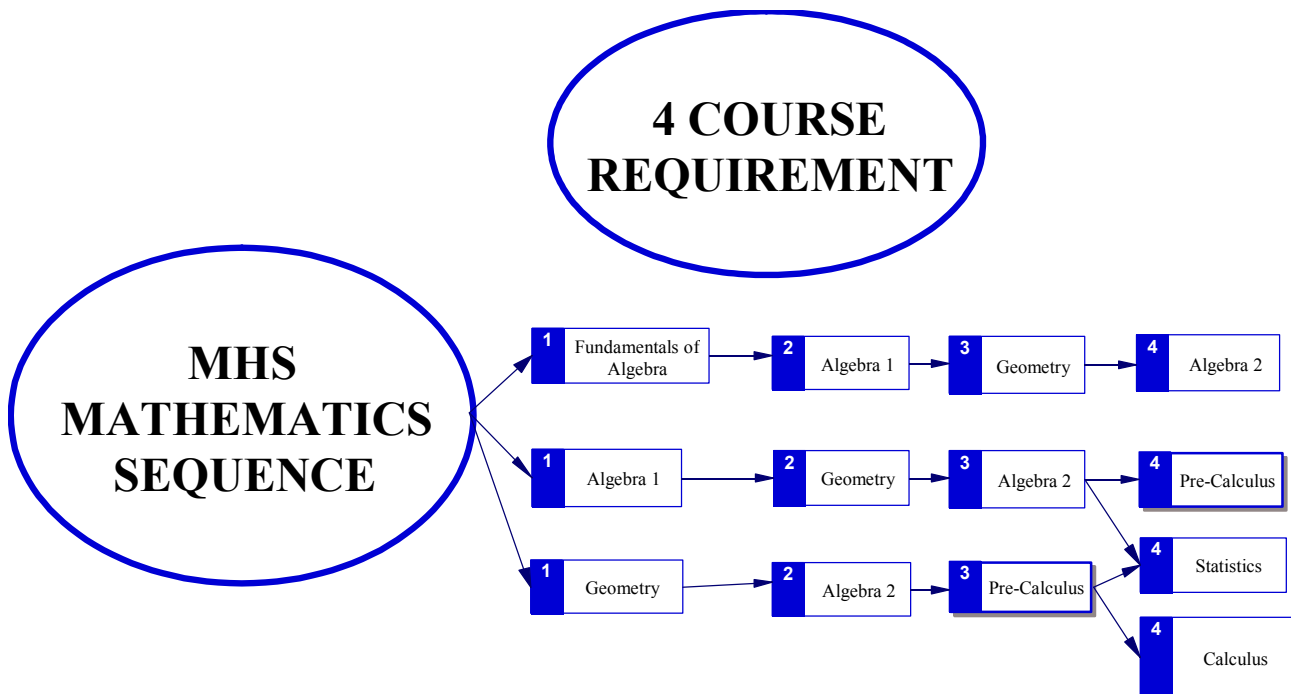 4 COURSE
REQUIREMENT
MHS
MATHEMATICS
SEQUENCE
1
Fundamentals of
Algebra
2
Algebra 1
3
Geometry
4
Algebra 2
1
Algebra 1
2
Geometry
3
Algebra 2
4
Pre-Calculus
4
Statistics
1
Geometry
2
Algebra 2
3
Pre-Calculus
4
Calculus